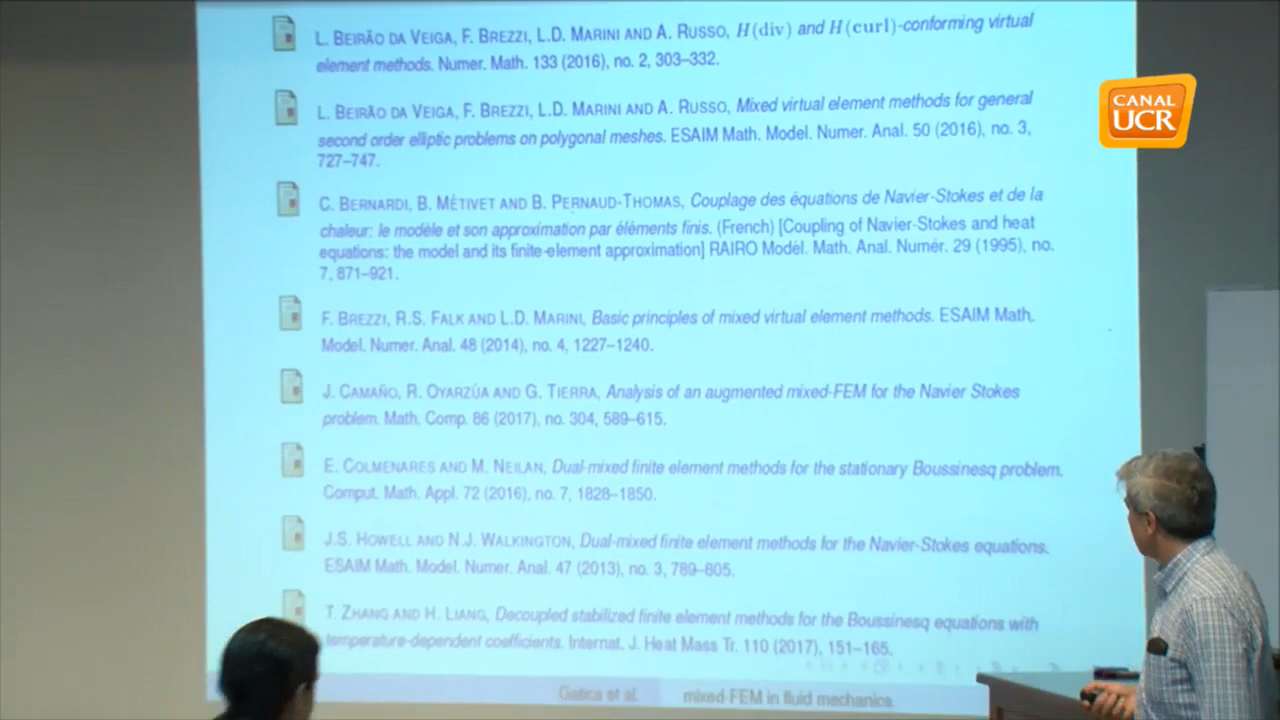 L. BEIRÃO DA VEIGA, F. BREZZI, L.D. MARINI AND A. RUSSO, H(div) and H(curl)-conforming virtual
element methods. Numer. Math. 133 (2016), no. 2, 303–332.
L. BEIRÃO DA VEIGA, F. BREZZI, L.D. MARINI AND A. RUSSO, Mixed virtual element methods for general
second order elliptic problems on polygonal meshes. ESAIM Math. Model. Numer. Anal. 50 (2016), no. 3,
727–747.
C. BERNARDI, B. MÉTIVET AND B. PERNAUD-THOMAS, Couplage des équations de Navier-Stokes et de la
chaleur: le modèle et son approximation par éléments finis. (French) [Coupling of Navier-Stokes and heat
equations: the model and its finite-element approximation] RAIRO Modél. Math. Anal. Numér. 29 (1995), no.
7, 871–921.
F. BREZZI, R.S. FALK AND L.D. MARINI, Basic principles of mixed virtual element methods. ESAIM Math.
Model. Numer. Anal. 48 (2014), no. 4, 1227–1240.
J. CAMAÑO, R. OYARZÚA AND G. TIERRA, Analysis of an augmented mixed-FEM for the Navier Stokes
problem. Math. Comp. 86 (2017), no. 304, 589–615.
E. COLMENARES AND M. NEILAN, Dual-mixed finite element methods for the stationary Boussinesq problem.
Comput. Math. Appl. 72 (2016), no. 7, 1828–1850.
J.S. HOWELL AND N.J. WALKINGTON, Dual-mixed finite element methods for the Navier-Stokes equations.
ESAIM Math. Model. Numer. Anal. 47 (2013), no. 3, 789–805.
T. ZHANG AND H. LIANG, Decoupled stabilized finite element methods for the Boussinesq equations with
temperature-dependent coefficients. Internat. J. Heat Mass Tr. 110 (2017), 151–165.
Gatica et al. mixed-FEM in fluid mechanics
CANAL
UCR